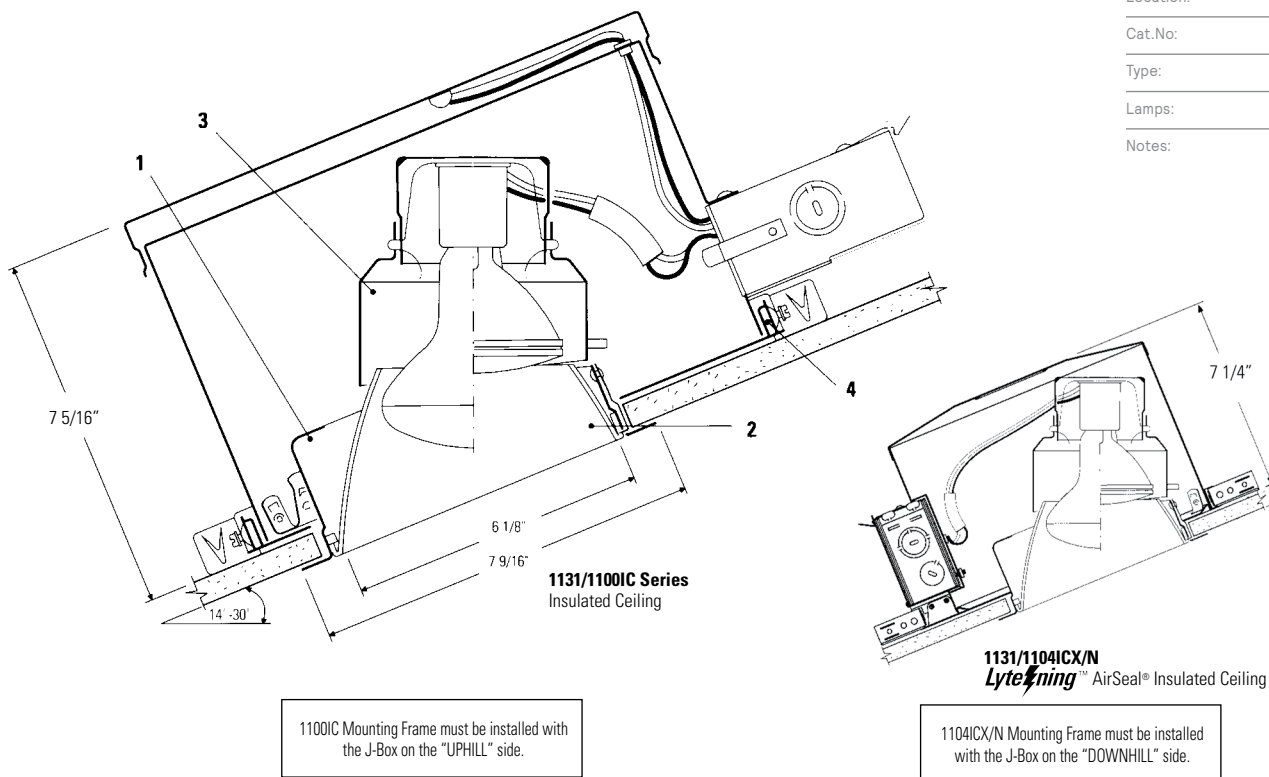 Location:
Cat.No:
Type:
Lamps:
Notes:
3
1
4
2
7 5/16"
7 1/4"
6 1/8"
7 9/16"
14°-30°
1131/1100IC Series
Insulated Ceiling
1131/1104ICX/N
Lytening™ AirSeal® Insulated Ceiling
1100IC Mounting Frame must be installed with
the J-Box on the "UPHILL" side.
1104ICX/N Mounting Frame must be installed
with the J-Box on the "DOWNHILL" side.